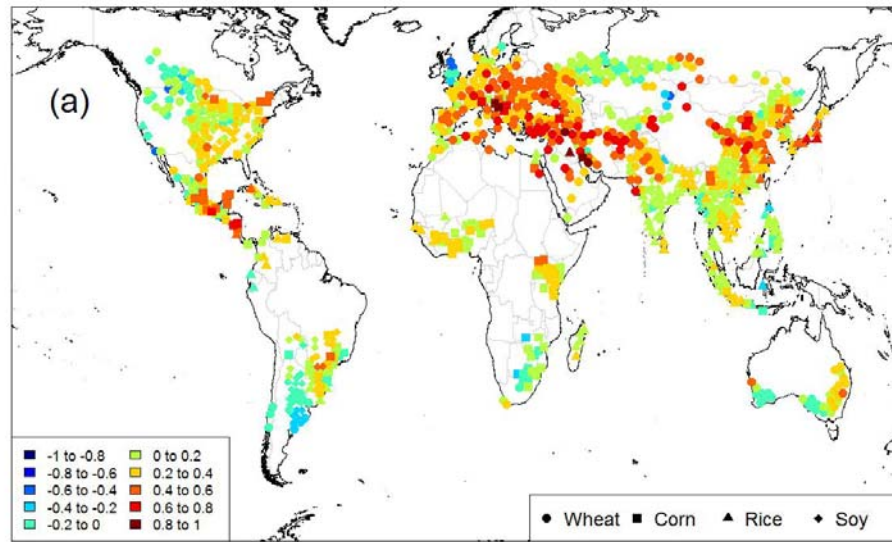 (a)
-1 to -0.8
-0.8 to -0.6
-0.6 to -0.4
-0.4 to -0.2
-0.2 to 0
0 to 0.2
0.2 to 0.4
0.4 to 0.6
0.6 to 0.8
0.8 to 1
Wheat Corn Rice Soy